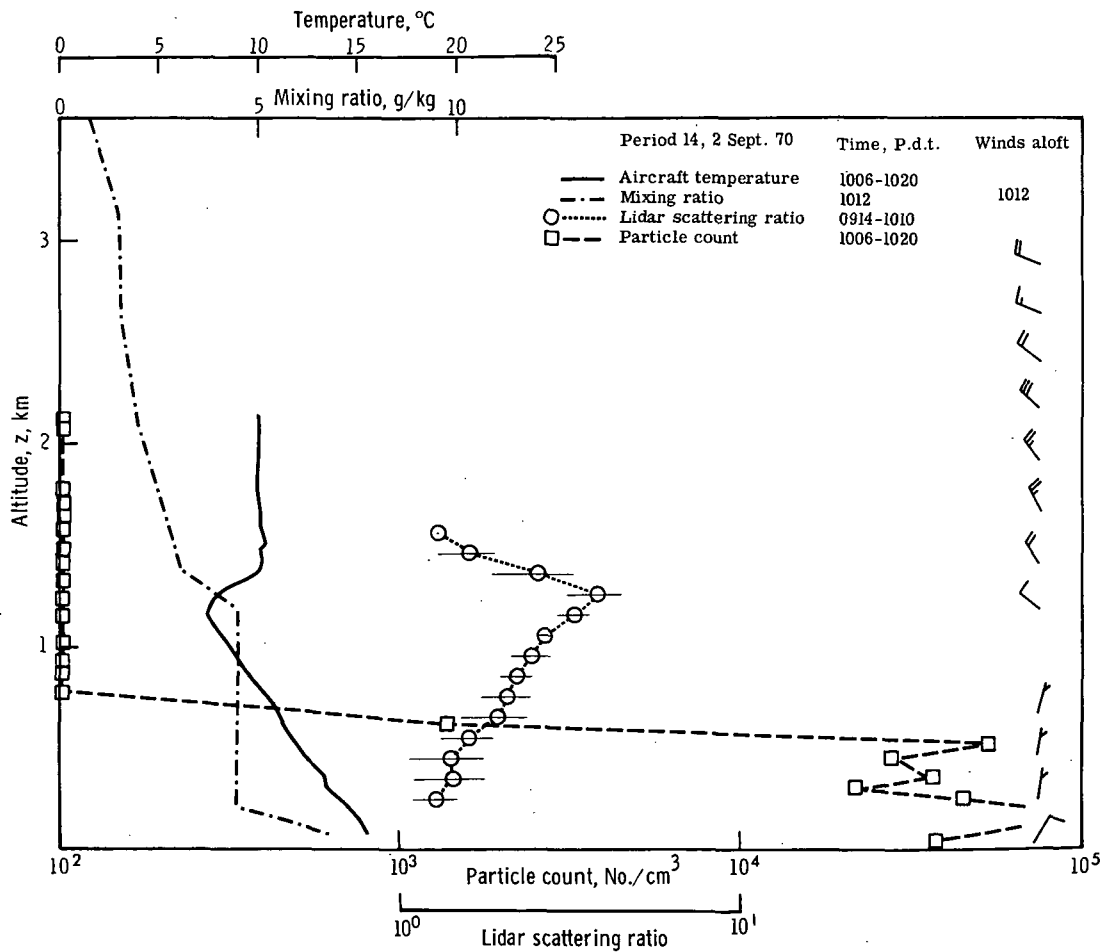 Temperature, °C
0 5 10 15 20 25
Mixing ratio, g/kg
0 5 10
Period 14, 2 Sept. 70 Time, P.d.t. Winds aloft
Aircraft temperature 1006-1020
Mixing ratio 1012 1012
Lidar scattering ratio 0914-1010
Particle count 1006-1020
3
2
1
Altitude, z, km
10² 10³ 10⁴ 10⁵
Particle count, No./cm³
10⁰ 10¹
Lidar scattering ratio